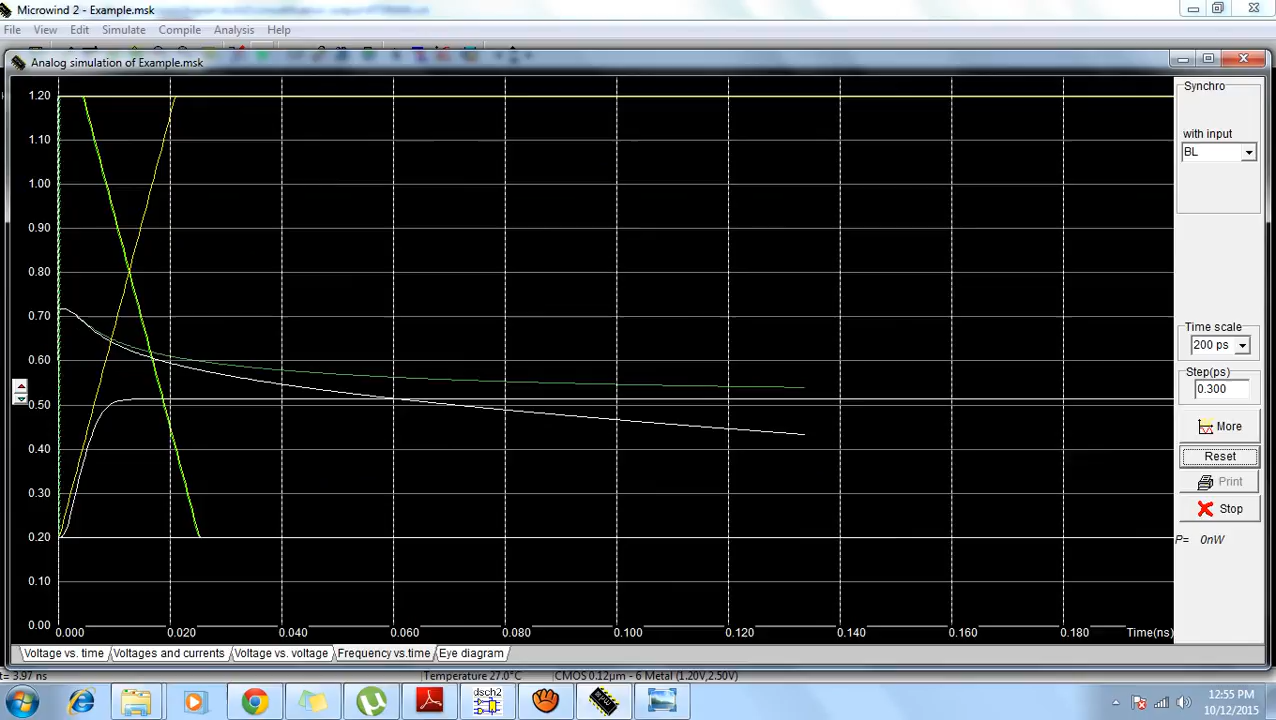 Microwind 2 - Example.msk
File View Edit Simulate Compile Analysis Help
Analog simulation of Example.msk
1.20
1.10
1.00
0.90
0.80
0.70
0.60
0.50
0.40
0.30
0.20
0.10
0.00
0.000 0.020 0.040 0.060 0.080 0.100 0.120 0.140 0.160 0.180 Time(ns)
Synchro
with input
BL
Time scale
200 ps
Step(ps)
0.300
More
Reset
Print
Stop
P= 0nW
Voltage vs. time Voltages and currents Voltage vs. voltage Frequency vs.time Eye diagram
t= 3.97 ns Temperature 27.0°C CMOS 0.12µm - 6 Metal (1.20V,2.50V)
dsch2
12:55 PM
10/12/2015